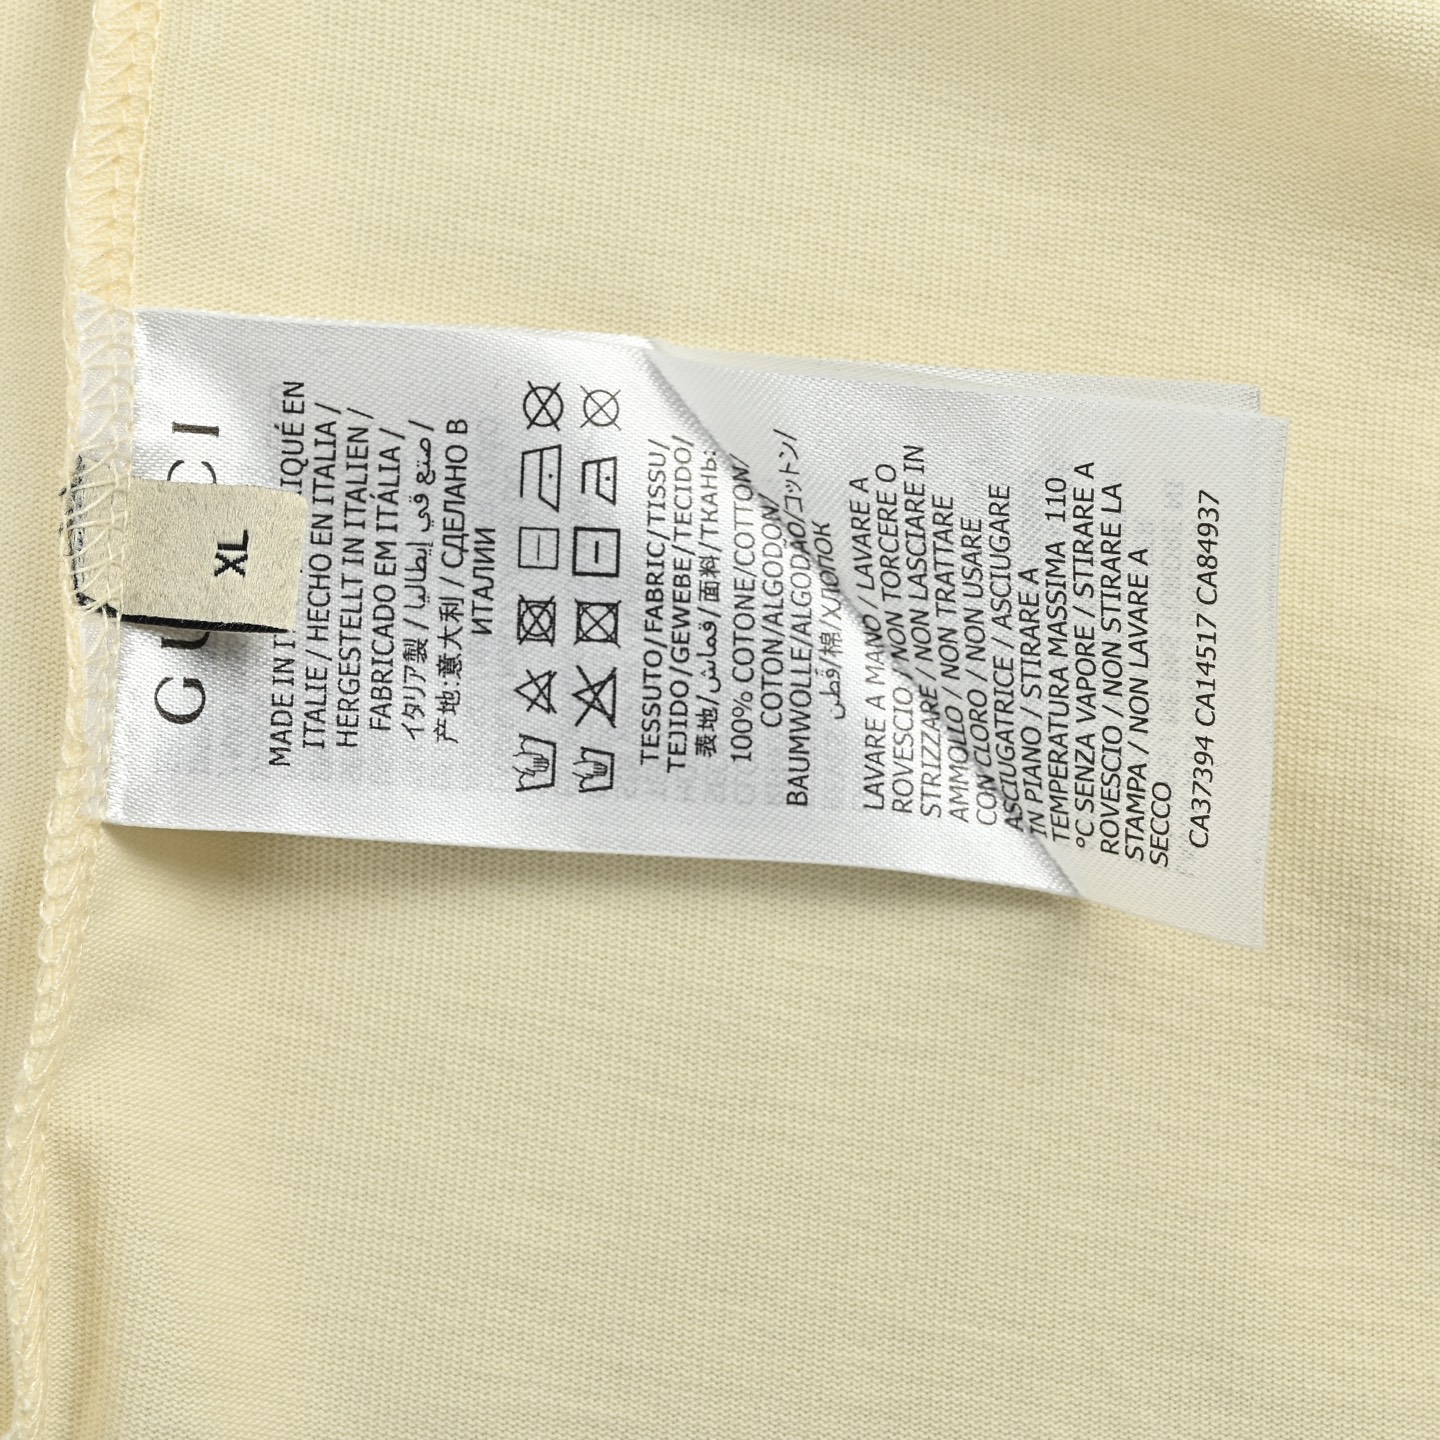 GUCCI
XL
MADE IN IT IQUÉ EN
ITALIE / HECHO EN ITALIA /
HERGESTELLT IN ITALIEN /
FABRICADO EM ITÁLIA /
イタリア製 / صنع في إيطاليا /
产地:意大利 / СДЕЛАНО В
ИТАЛИИ
TESSUTO/FABRIC/TISSU/
TEJIDO/GEWEBE/TECIDO/
表地/قماش/面料/ТКАНЬ:
100% COTONE/COTTON/
COTON/ALGODON/
BAUMWOLLE/ALGODAO/コットン/
قطن/棉/ХЛОПОК
LAVARE A MANO / LAVARE A
ROVESCIO / NON TORCERE O
STRIZZARE / NON LASCIARE IN
AMMOLLO / NON TRATTARE
CON CLORO / NON USARE
ASCIUGATRICE / ASCIUGARE
IN PIANO / STIRARE A
TEMPERATURA MASSIMA 110
°C SENZA VAPORE / STIRARE A
ROVESCIO / NON STIRARE LA
STAMPA / NON LAVARE A
SECCO
CA37394 CA14517 CA84937